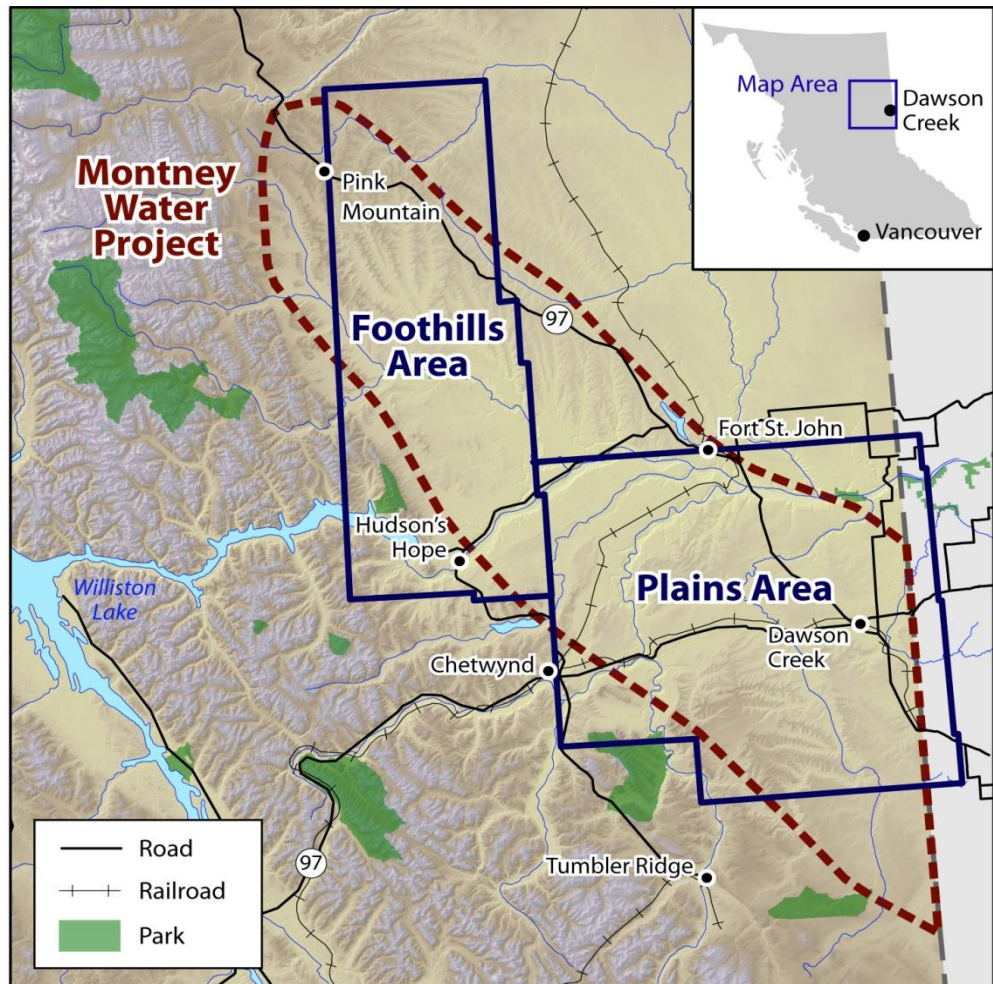 Map Area
Dawson
Creek
Vancouver
Montney
Water
Project
Pink
Mountain
Foothills
Area
97
Fort St. John
Hudson's
Hope
Williston
Lake
Plains Area
Dawson
Creek
Chetwynd
97
Tumbler Ridge
Road
Railroad
Park